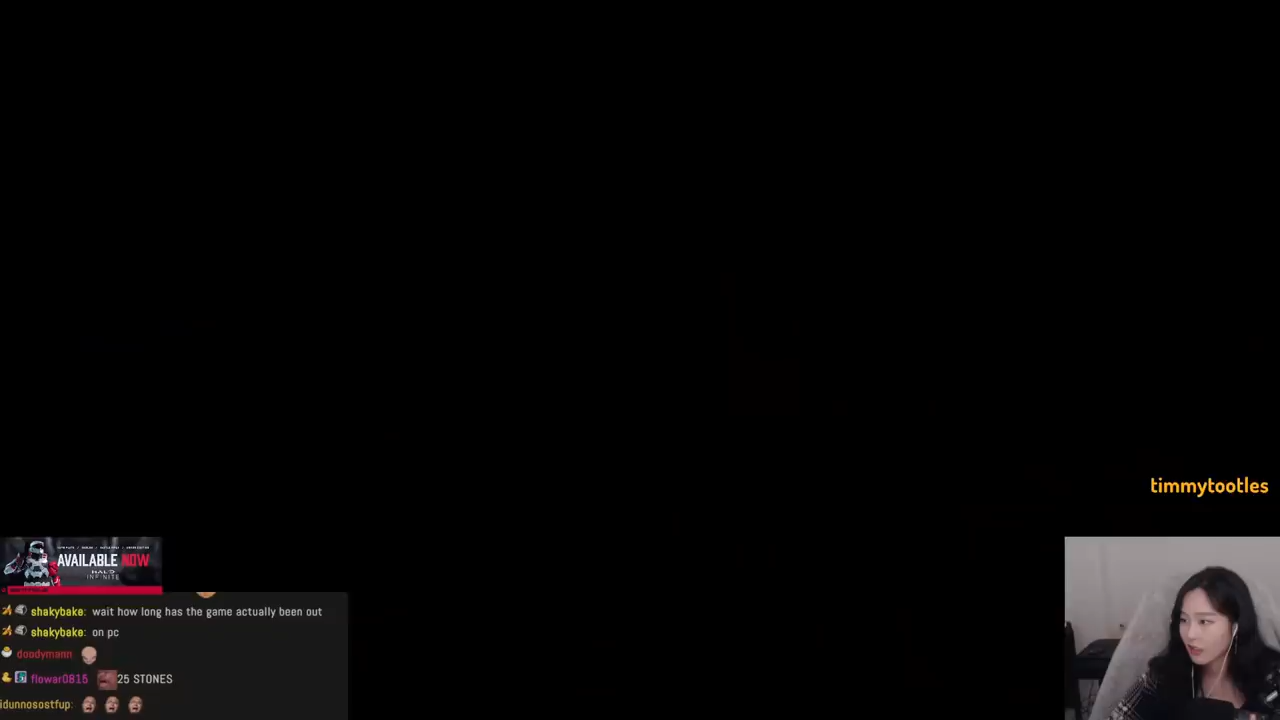 timmytootles
AVAILABLE NOW
HALO
INFINITE
shakybake: wait how long has the game actually been out
shakybake: on pc
doodymann
flowar0815 25 STONES
idunnosostfup: